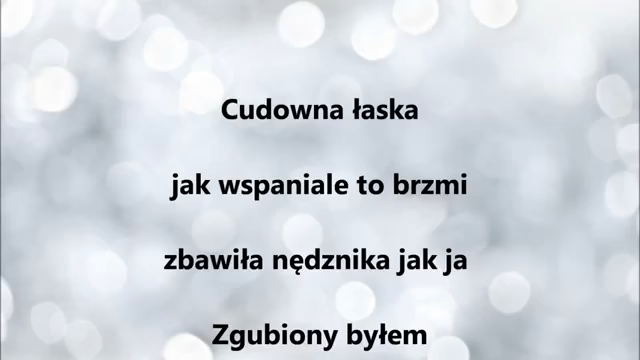 Cudowna łaska
jak wspaniale to brzmi
zbawiła nędznika jak ja
Zgubiony byłem